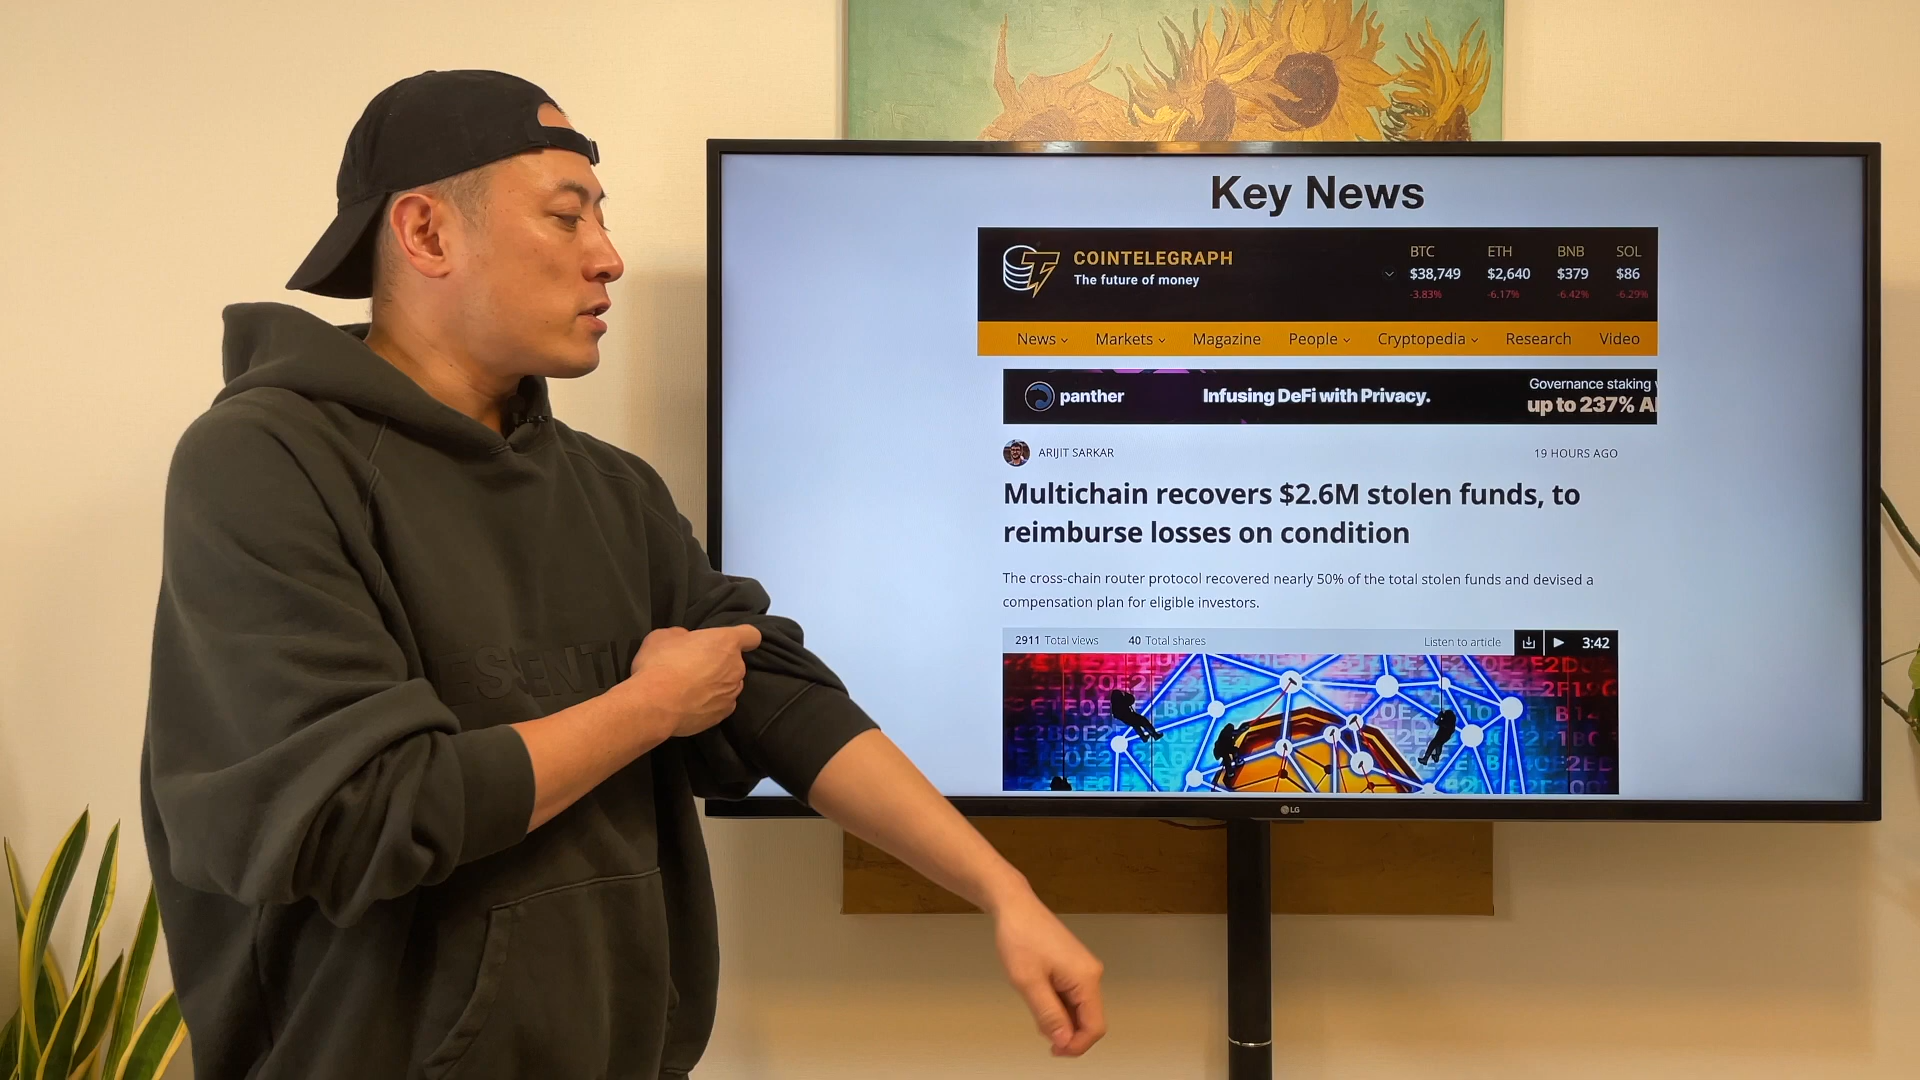 Key News
COINTELEGRAPH
The future of money
BTC ETH BNB SOL
$38,749 $2,640 $379 $86
-3.83% -6.17% -6.42% -6.29%
News Markets Magazine People Cryptopedia Research Video
panther Infusing DeFi with Privacy. Governance staking
up to 237%
ARIJIT SARKAR 19 HOURS AGO
Multichain recovers $2.6M stolen funds, to
reimburse losses on condition
The cross-chain router protocol recovered nearly 50% of the total stolen funds and devised a
compensation plan for eligible investors.
2911 Total views 40 Total shares Listen to article 3:42
LG